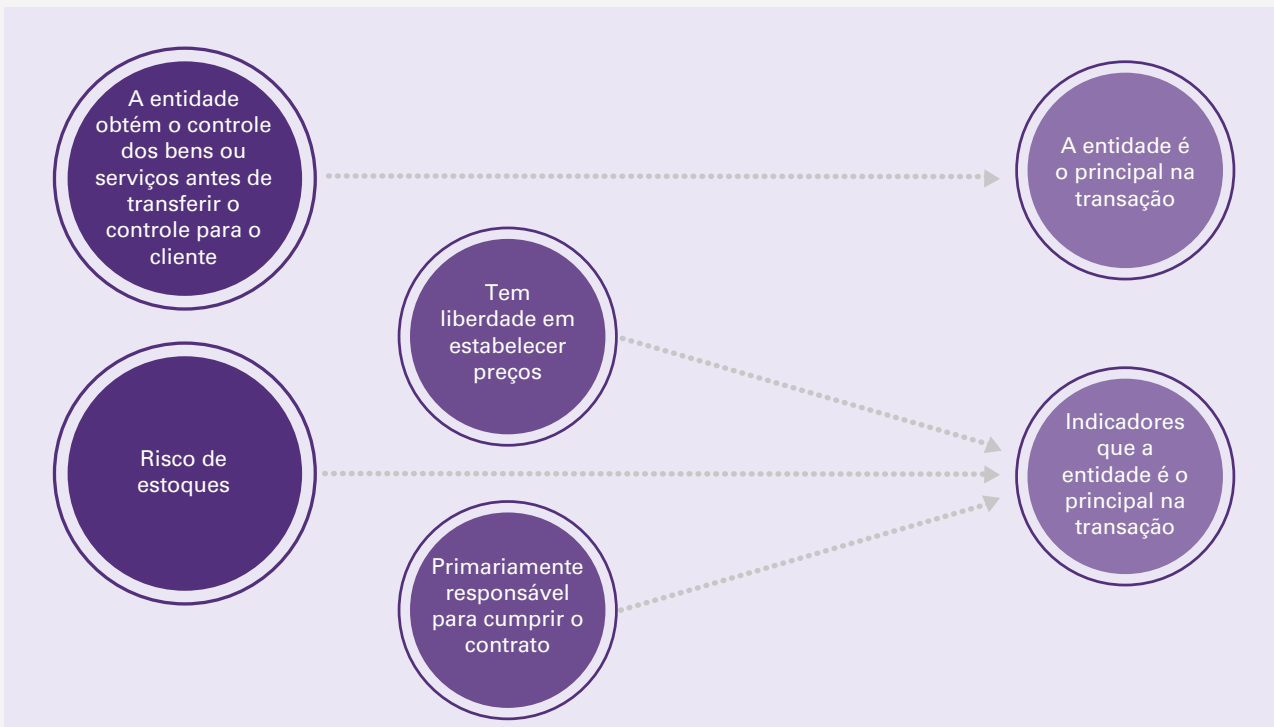 A entidade
obtém o controle
dos bens ou
serviços antes de
transferir o
controle para o
cliente
A entidade é
o principal na
transação
Tem
liberdade em
estabelecer
preços
Risco de
estoques
Primariamente
responsável
para cumprir o
contrato
Indicadores
que a
entidade é o
principal na
transação